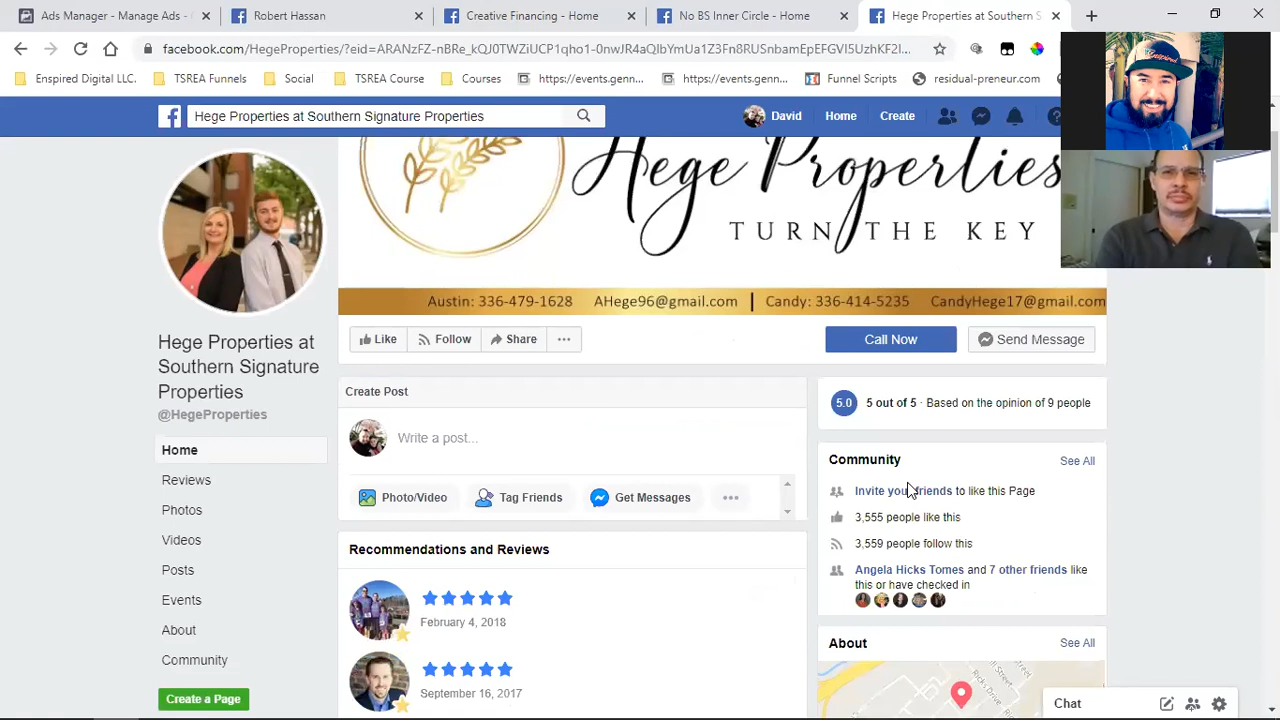 Ads Manager - Manage Ads -
Robert Hassan
Creative Financing - Home
No BS Inner Circle - Home
Hege Properties at Southern S
facebook.com/HegeProperties/?eid=ARANzFZ-nBRe_kQJ0TWZIUCP1qho1-0nwJR4aQIbYmUa1Z3Fn8RUSnbamEpEFGVI5UzhKF2I...
Enspired Digital LLC.
TSREA Funnels
Social
TSREA Course
Courses
https://events.genn...
https://events.genn...
Funnel Scripts
residual-preneur.com
Hege Properties at Southern Signature Properties
David
Home
Create
Hege Properties
TURN THE KEY
Austin: 336-479-1628 AHege96@gmail.com | Candy: 336-414-5235 CandyHege17@gmail.com
Like
Follow
Share
...
Call Now
Send Message
Hege Properties at
Southern Signature
Properties
@HegeProperties
Home
Reviews
Photos
Videos
Posts
Events
About
Community
Create a Page
Create Post
Write a post...
Photo/Video
Tag Friends
Get Messages
...
Recommendations and Reviews
February 4, 2018
September 16, 2017
5.0
5 out of 5 · Based on the opinion of 9 people
Community
See All
Invite your friends to like this Page
3,555 people like this
3,559 people follow this
Angela Hicks Tomes and 7 other friends like
this or have checked in
About
See All
Chat